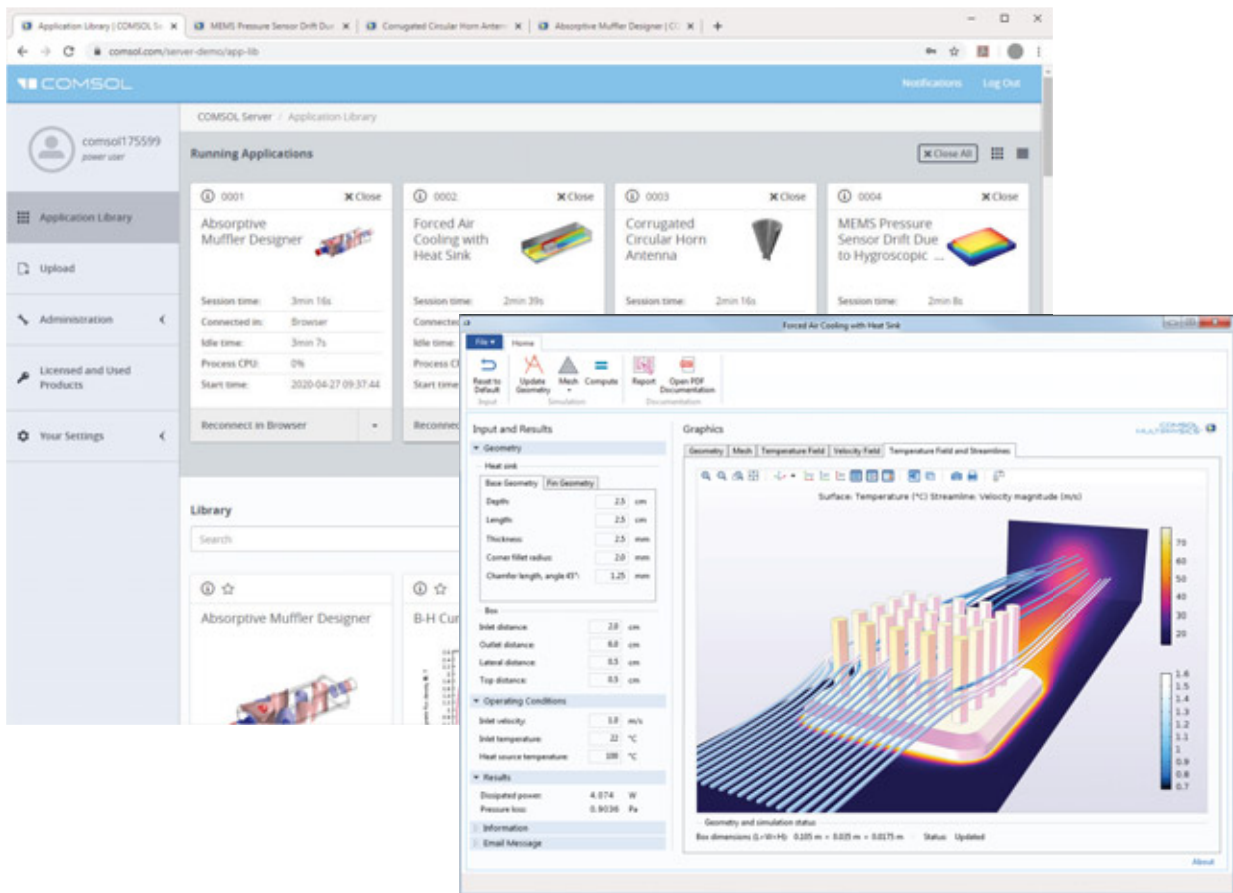 Application Library | COMSOL Se
MEMS Pressure Sensor Drift Due
Corrugated Circular Horn Anten
Absorptive Muffler Designer | CO
comsol.com/server-demo/app-lib
COMSOL
Notifications
Log Out
comsol175599
power user
COMSOL Server / Application Library
Running Applications
Close All
Application Library
Upload
Administration
Licensed and Used
Products
Your Settings
0001 Close
Absorptive
Muffler Designer
Session time: 3min 16s
Connected in: Browser
Idle time: 3min 7s
Process CPU: 0%
Start time: 2020-04-27 09:37:44
Reconnect in Browser
0002 Close
Forced Air
Cooling with
Heat Sink
Session time: 2min 39s
Connected
Idle time:
Process CP
Start time
Reconnec
0003 Close
Corrugated
Circular Horn
Antenna
Session time: 2min 16s
0004 Close
MEMS Pressure
Sensor Drift Due
to Hygroscopic ...
Session time: 2min 8s
Library
Search
Absorptive Muffler Designer
B-H Cur
Forced Air Cooling with Heat Sink
File Home
Reset to
Default
Update
Geometry
Mesh
Compute
Report
Open PDF
Documentation
Input
Simulation
Documentation
Input and Results
Geometry
Heat sink
Base Geometry Fin Geometry
Depth: 2.5 cm
Length: 2.5 cm
Thickness: 2.5 mm
Corner fillet radius: 2.0 mm
Chamfer length, angle 45°: 1.25 mm
Box
Inlet distance: 2.0 cm
Outlet distance: 6.0 cm
Lateral distance: 0.5 cm
Top distance: 0.5 cm
Operating Conditions
Inlet velocity: 1.0 m/s
Inlet temperature: 22 °C
Heat source temperature: 100 °C
Results
Dissipated power: 4.074 W
Pressure loss: 0.9036 Pa
Information
Email Message
Graphics
COMSOL
MULTIPHYSICS
Geometry Mesh Temperature Field Velocity Field Temperature Field and Streamlines
Surface: Temperature (°C) Streamline: Velocity magnitude (m/s)
70
60
50
40
30
20
1.6
1.5
1.4
1.3
1.2
1.1
1
0.9
0.8
0.7
Geometry and simulation status
Box dimensions (L×W×H): 0.105 m × 0.035 m × 0.0175 m Status: Updated
About